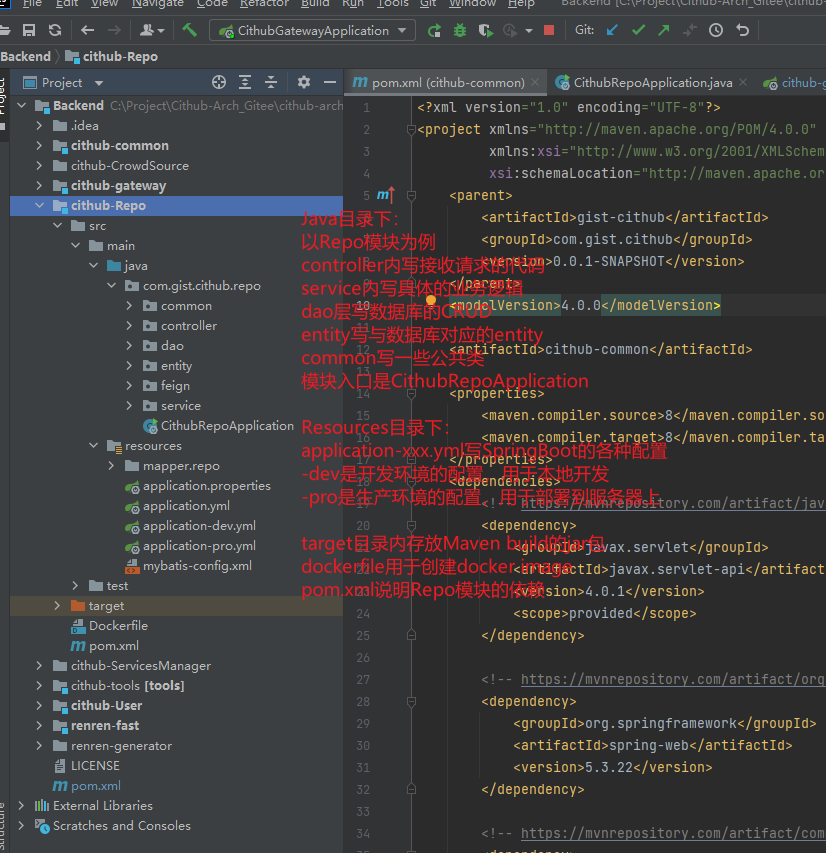 File Edit View Navigate Code Refactor Build Run Tools Git Window Backend [C:\Project\Cithub-Arch_Gitee\c
CithubGatewayApplication Git:
Backend cithub-Repo
Project
pom.xml (cithub-common) CithubRepoApplication.java cithub-g
Backend C:\Project\Cithub-Arch_Gitee\cithub-arch
.idea
cithub-common
cithub-CrowdSource
cithub-gateway
cithub-Repo
src
main
java
com.gist.cithub.repo
common
controller
dao
entity
feign
service
CithubRepoApplication
resources
mapper.repo
application.properties
application.yml
application-dev.yml
application-pro.yml
mybatis-config.xml
test
target
Dockerfile
pom.xml
cithub-ServicesManager
cithub-tools [tools]
cithub-User
renren-fast
renren-generator
LICENSE
pom.xml
External Libraries
Scratches and Consoles
Java目录下：
以Repo模块为例
controller内写接收请求的代码
service内写具体的业务逻辑
dao层写数据库的CRUD
entity写与数据库对应的entity
common写一些公共类
模块入口是CithubRepoApplication
Resources目录下：
application-xxx.yml写SpringBoot的各种配置
-dev是开发环境的配置，用于本地开发
-pro是生产环境的配置，用于部署到服务器上
target目录内存放Maven build的jar包
dockerfile用于创建docker image
pom.xml说明Repo模块的依赖
1 <?xml version="1.0" encoding="UTF-8"?>
2 <project xmlns="http://maven.apache.org/POM/4.0.0"
3 xmlns:xsi="http://www.w3.org/2001/XMLSchem
4 xsi:schemaLocation="http://maven.apache.or
5 <parent>
<artifactId>gist-cithub</artifactId>
<groupId>com.gist.cithub</groupId>
<version>0.0.1-SNAPSHOT</version>
</parent>
10 <modelVersion>4.0.0</modelVersion>
12 <artifactId>cithub-common</artifactId>
14 <properties>
15 <maven.compiler.source>8</maven.compiler.so
16 <maven.compiler.target>8</maven.compiler.ta
</properties>
<dependencies>
<!-- https://mvnrepository.com/artifact/jav
20 <dependency>
<groupId>javax.servlet</groupId>
<artifactId>javax.servlet-api</artifact
<version>4.0.1</version>
24 <scope>provided</scope>
25 </dependency>
26
27 <!-- https://mvnrepository.com/artifact/org
28 <dependency>
29 <groupId>org.springframework</groupId>
30 <artifactId>spring-web</artifactId>
31 <version>5.3.22</version>
32 </dependency>
33
34 <!-- https://mvnrepository.com/artifact/com